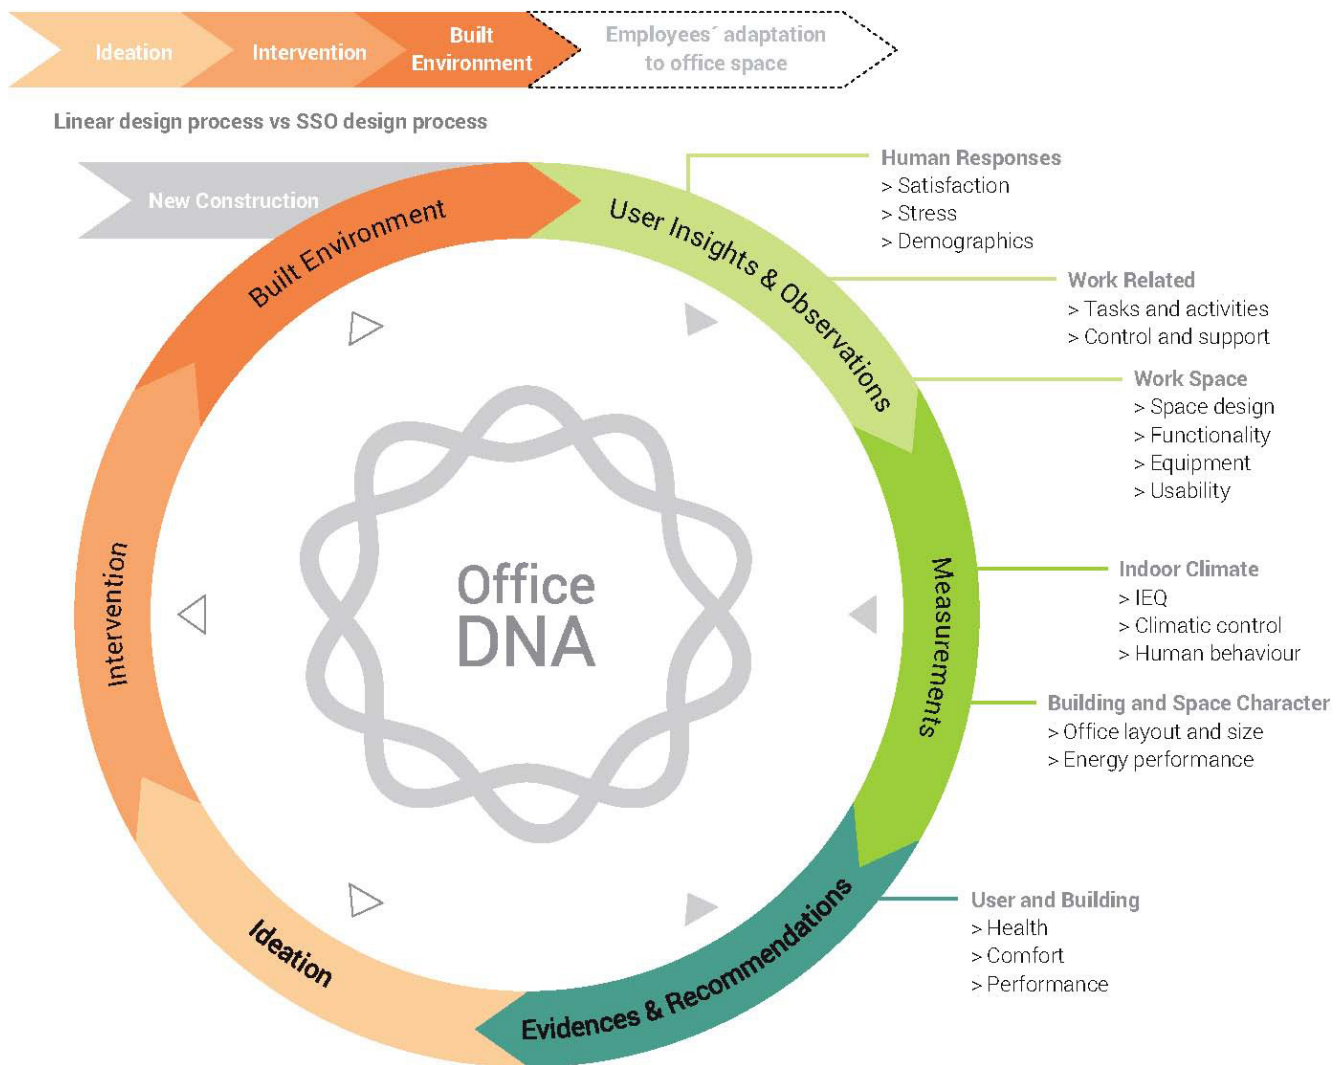 Ideation
Intervention
Built
Environment
Employees´ adaptation
to office space
Linear design process vs SSO design process
New Construction
Built Environment
User Insights & Observations
Human Responses
> Satisfaction
> Stress
> Demographics
Work Related
> Tasks and activities
> Control and support
Work Space
> Space design
> Functionality
> Equipment
> Usability
Measurements
Indoor Climate
> IEQ
> Climatic control
> Human behaviour
Building and Space Character
> Office layout and size
> Energy performance
Evidences & Recommendations
User and Building
> Health
> Comfort
> Performance
Ideation
Intervention
Office
DNA